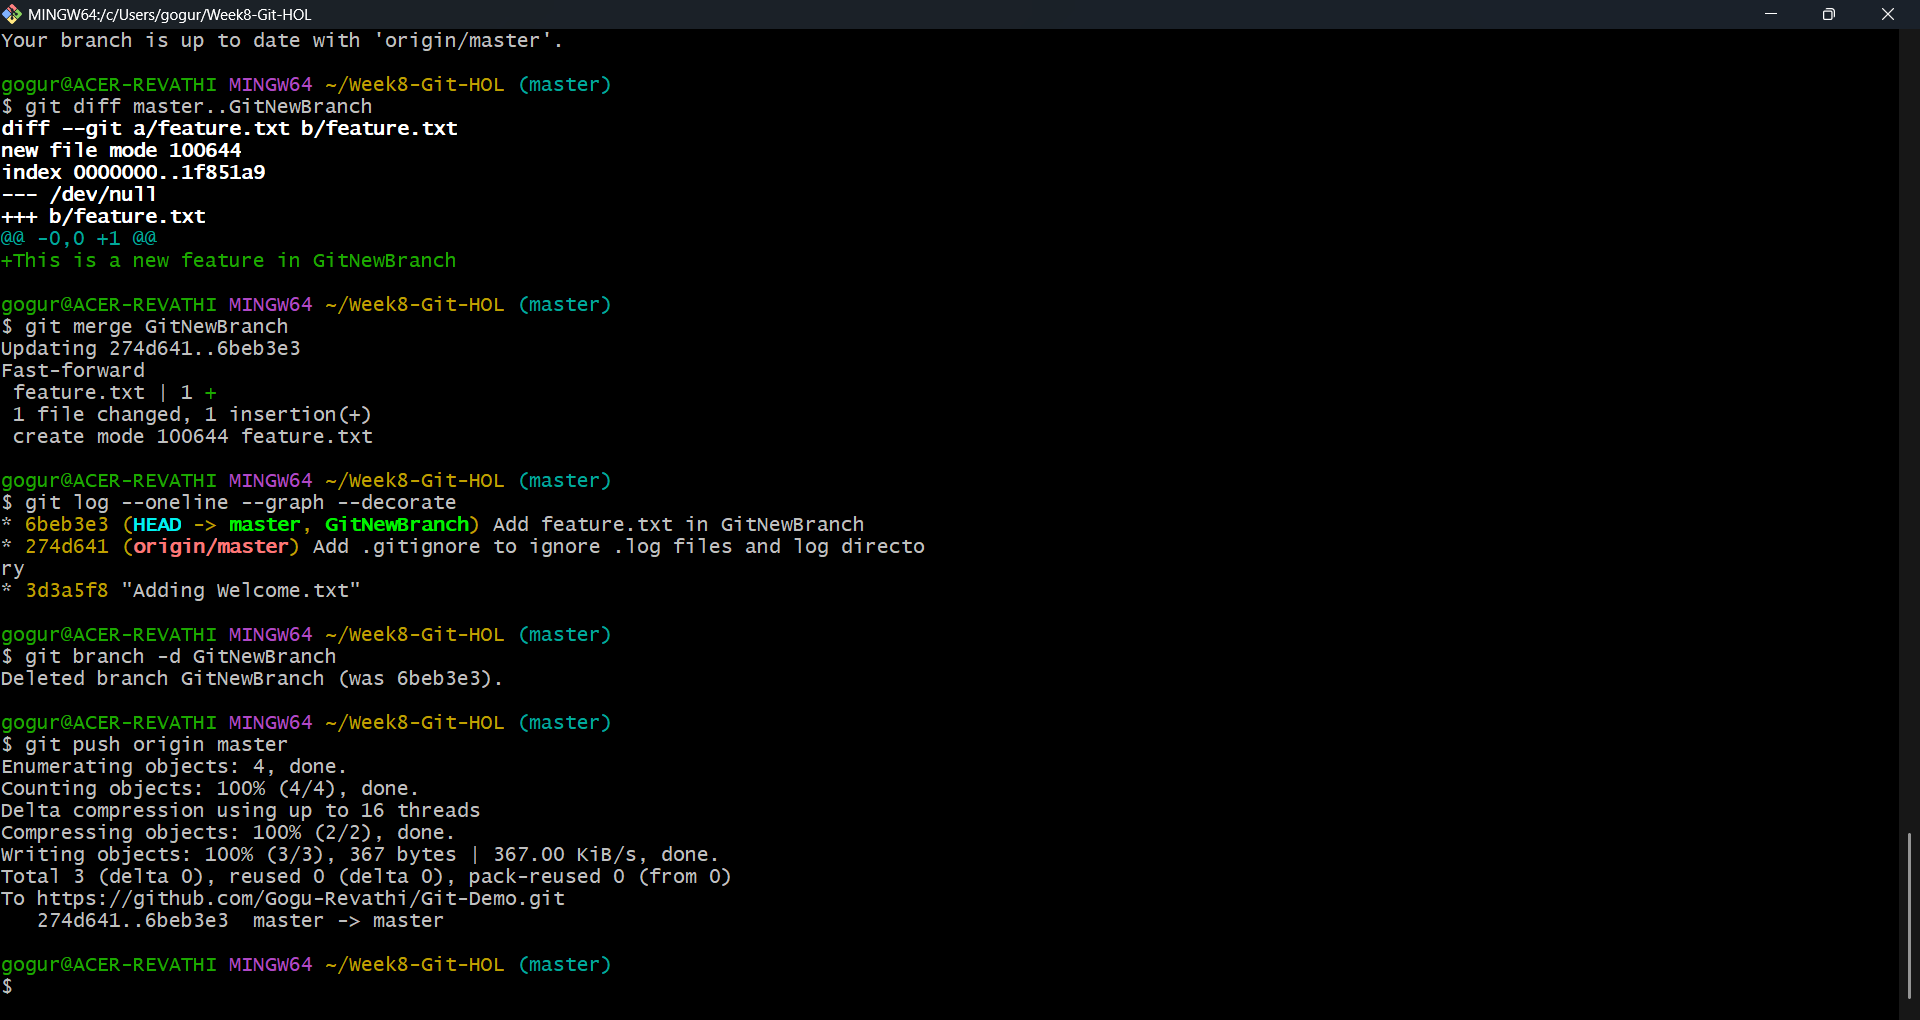 MINGW64:/c/Users/gogur/Week8-Git-HOL
Your branch is up to date with 'origin/master'.
gogur@ACER-REVATHI MINGW64 ~/Week8-Git-HOL (master)
$ git diff master..GitNewBranch
diff --git a/feature.txt b/feature.txt
new file mode 100644
index 0000000..1f851a9
--- /dev/null
+++ b/feature.txt
@@ -0,0 +1 @@
+This is a new feature in GitNewBranch
gogur@ACER-REVATHI MINGW64 ~/Week8-Git-HOL (master)
$ git merge GitNewBranch
Updating 274d641..6beb3e3
Fast-forward
 feature.txt | 1 +
 1 file changed, 1 insertion(+)
 create mode 100644 feature.txt
gogur@ACER-REVATHI MINGW64 ~/Week8-Git-HOL (master)
$ git log --oneline --graph --decorate
* 6beb3e3 (HEAD -> master, GitNewBranch) Add feature.txt in GitNewBranch
* 274d641 (origin/master) Add .gitignore to ignore .log files and log directo
ry
* 3d3a5f8 "Adding Welcome.txt"
gogur@ACER-REVATHI MINGW64 ~/Week8-Git-HOL (master)
$ git branch -d GitNewBranch
Deleted branch GitNewBranch (was 6beb3e3).
gogur@ACER-REVATHI MINGW64 ~/Week8-Git-HOL (master)
$ git push origin master
Enumerating objects: 4, done.
Counting objects: 100% (4/4), done.
Delta compression using up to 16 threads
Compressing objects: 100% (2/2), done.
Writing objects: 100% (3/3), 367 bytes | 367.00 KiB/s, done.
Total 3 (delta 0), reused 0 (delta 0), pack-reused 0 (from 0)
To https://github.com/Gogu-Revathi/Git-Demo.git
   274d641..6beb3e3  master -> master
gogur@ACER-REVATHI MINGW64 ~/Week8-Git-HOL (master)
$